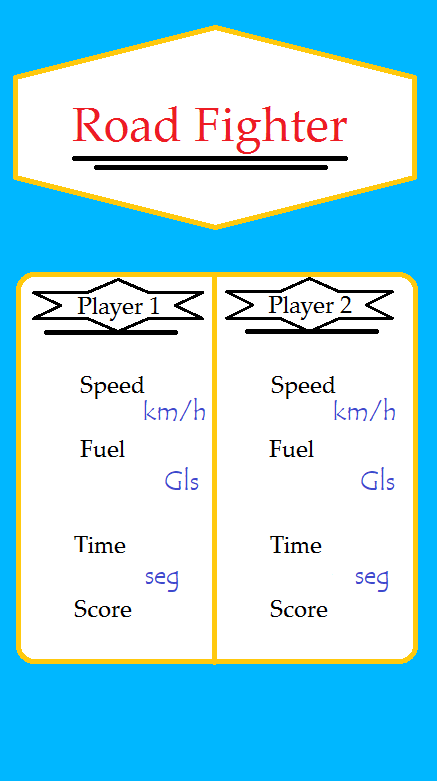 Road Fighter
Player 1
Speed
km/h
Fuel
Gls
Time
seg
Score
Player 2
Speed
km/h
Fuel
Gls
Time
seg
Score